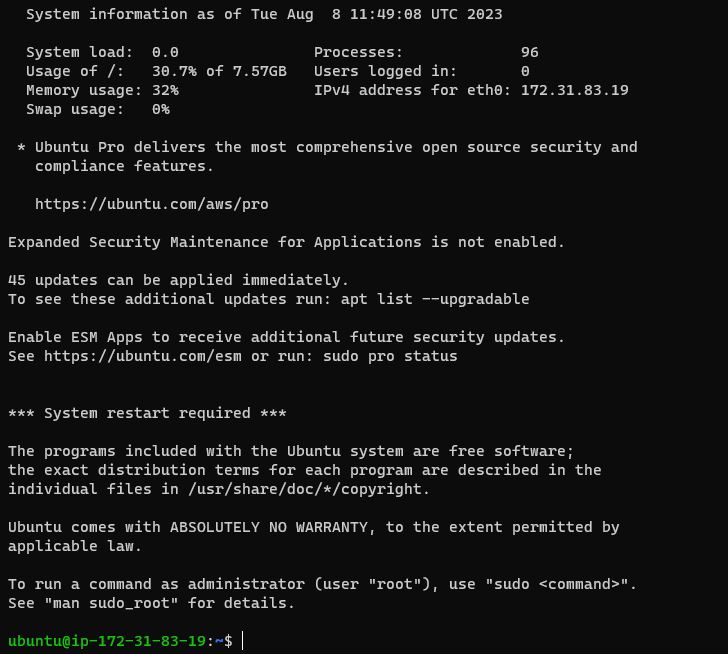 System information as of Tue Aug  8 11:49:08 UTC 2023
System load:  0.0               Processes:             96
Usage of /:   30.7% of 7.57GB   Users logged in:       0
Memory usage: 32%               IPv4 address for eth0: 172.31.83.19
Swap usage:   0%
* Ubuntu Pro delivers the most comprehensive open source security and
compliance features.
https://ubuntu.com/aws/pro
Expanded Security Maintenance for Applications is not enabled.
45 updates can be applied immediately.
To see these additional updates run: apt list --upgradable
Enable ESM Apps to receive additional future security updates.
See https://ubuntu.com/esm or run: sudo pro status
*** System restart required ***
The programs included with the Ubuntu system are free software;
the exact distribution terms for each program are described in the
individual files in /usr/share/doc/*/copyright.
Ubuntu comes with ABSOLUTELY NO WARRANTY, to the extent permitted by
applicable law.
To run a command as administrator (user "root"), use "sudo <command>".
See "man sudo_root" for details.
ubuntu@ip-172-31-83-19:~$